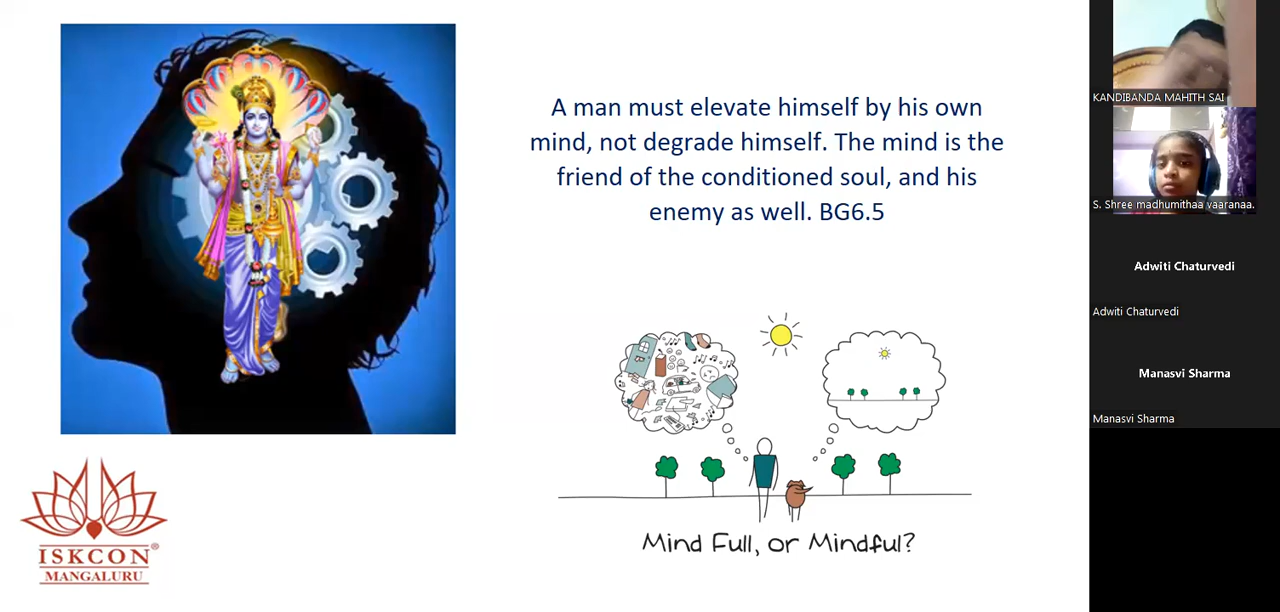 A man must elevate himself by his own
mind, not degrade himself. The mind is the
friend of the conditioned soul, and his
enemy as well. BG6.5
Mind Full, or Mindful?
ISKCON®
MANGALURU
KANDIBANDA MAHITH SAI
S. Shree madhumithaa vaaranaa.
Adwiti Chaturvedi
Adwiti Chaturvedi
Manasvi Sharma
Manasvi Sharma